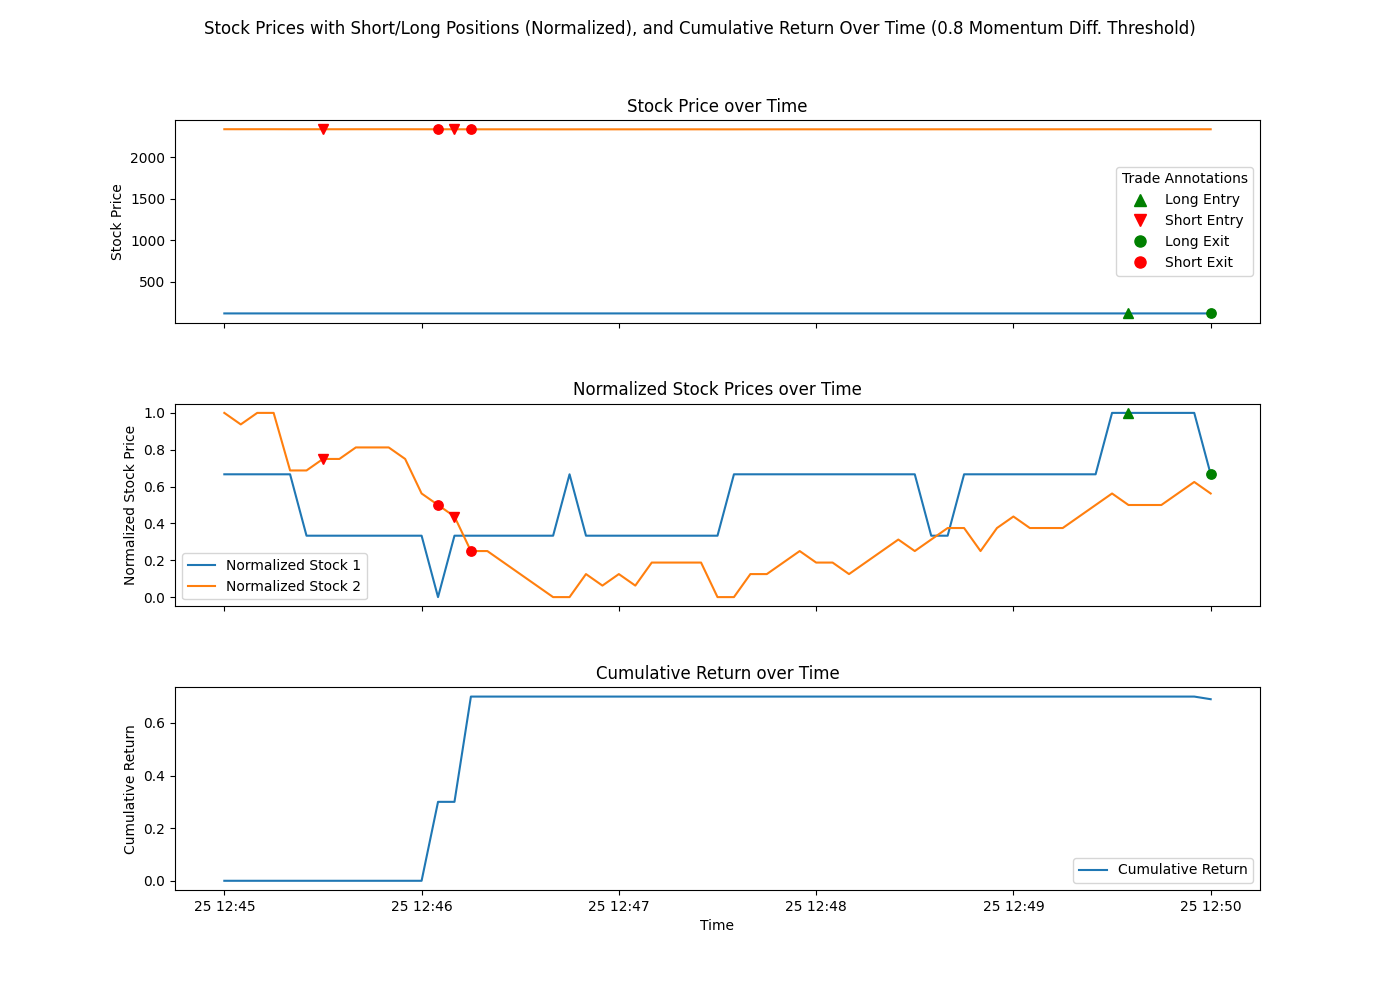 Stock Prices with Short/Long Positions (Normalized), and Cumulative Return Over Time (0.8 Momentum Diff. Threshold)
Stock Price over Time
Stock Price
2000
1500
1000
500
Trade Annotations
Long Entry
Short Entry
Long Exit
Short Exit
Normalized Stock Prices over Time
Normalized Stock Price
1.0
0.8
0.6
0.4
0.2
0.0
Normalized Stock 1
Normalized Stock 2
Cumulative Return over Time
Cumulative Return
0.6
0.4
0.2
0.0
Cumulative Return
25 12:45 25 12:46 25 12:47 25 12:48 25 12:49 25 12:50
Time